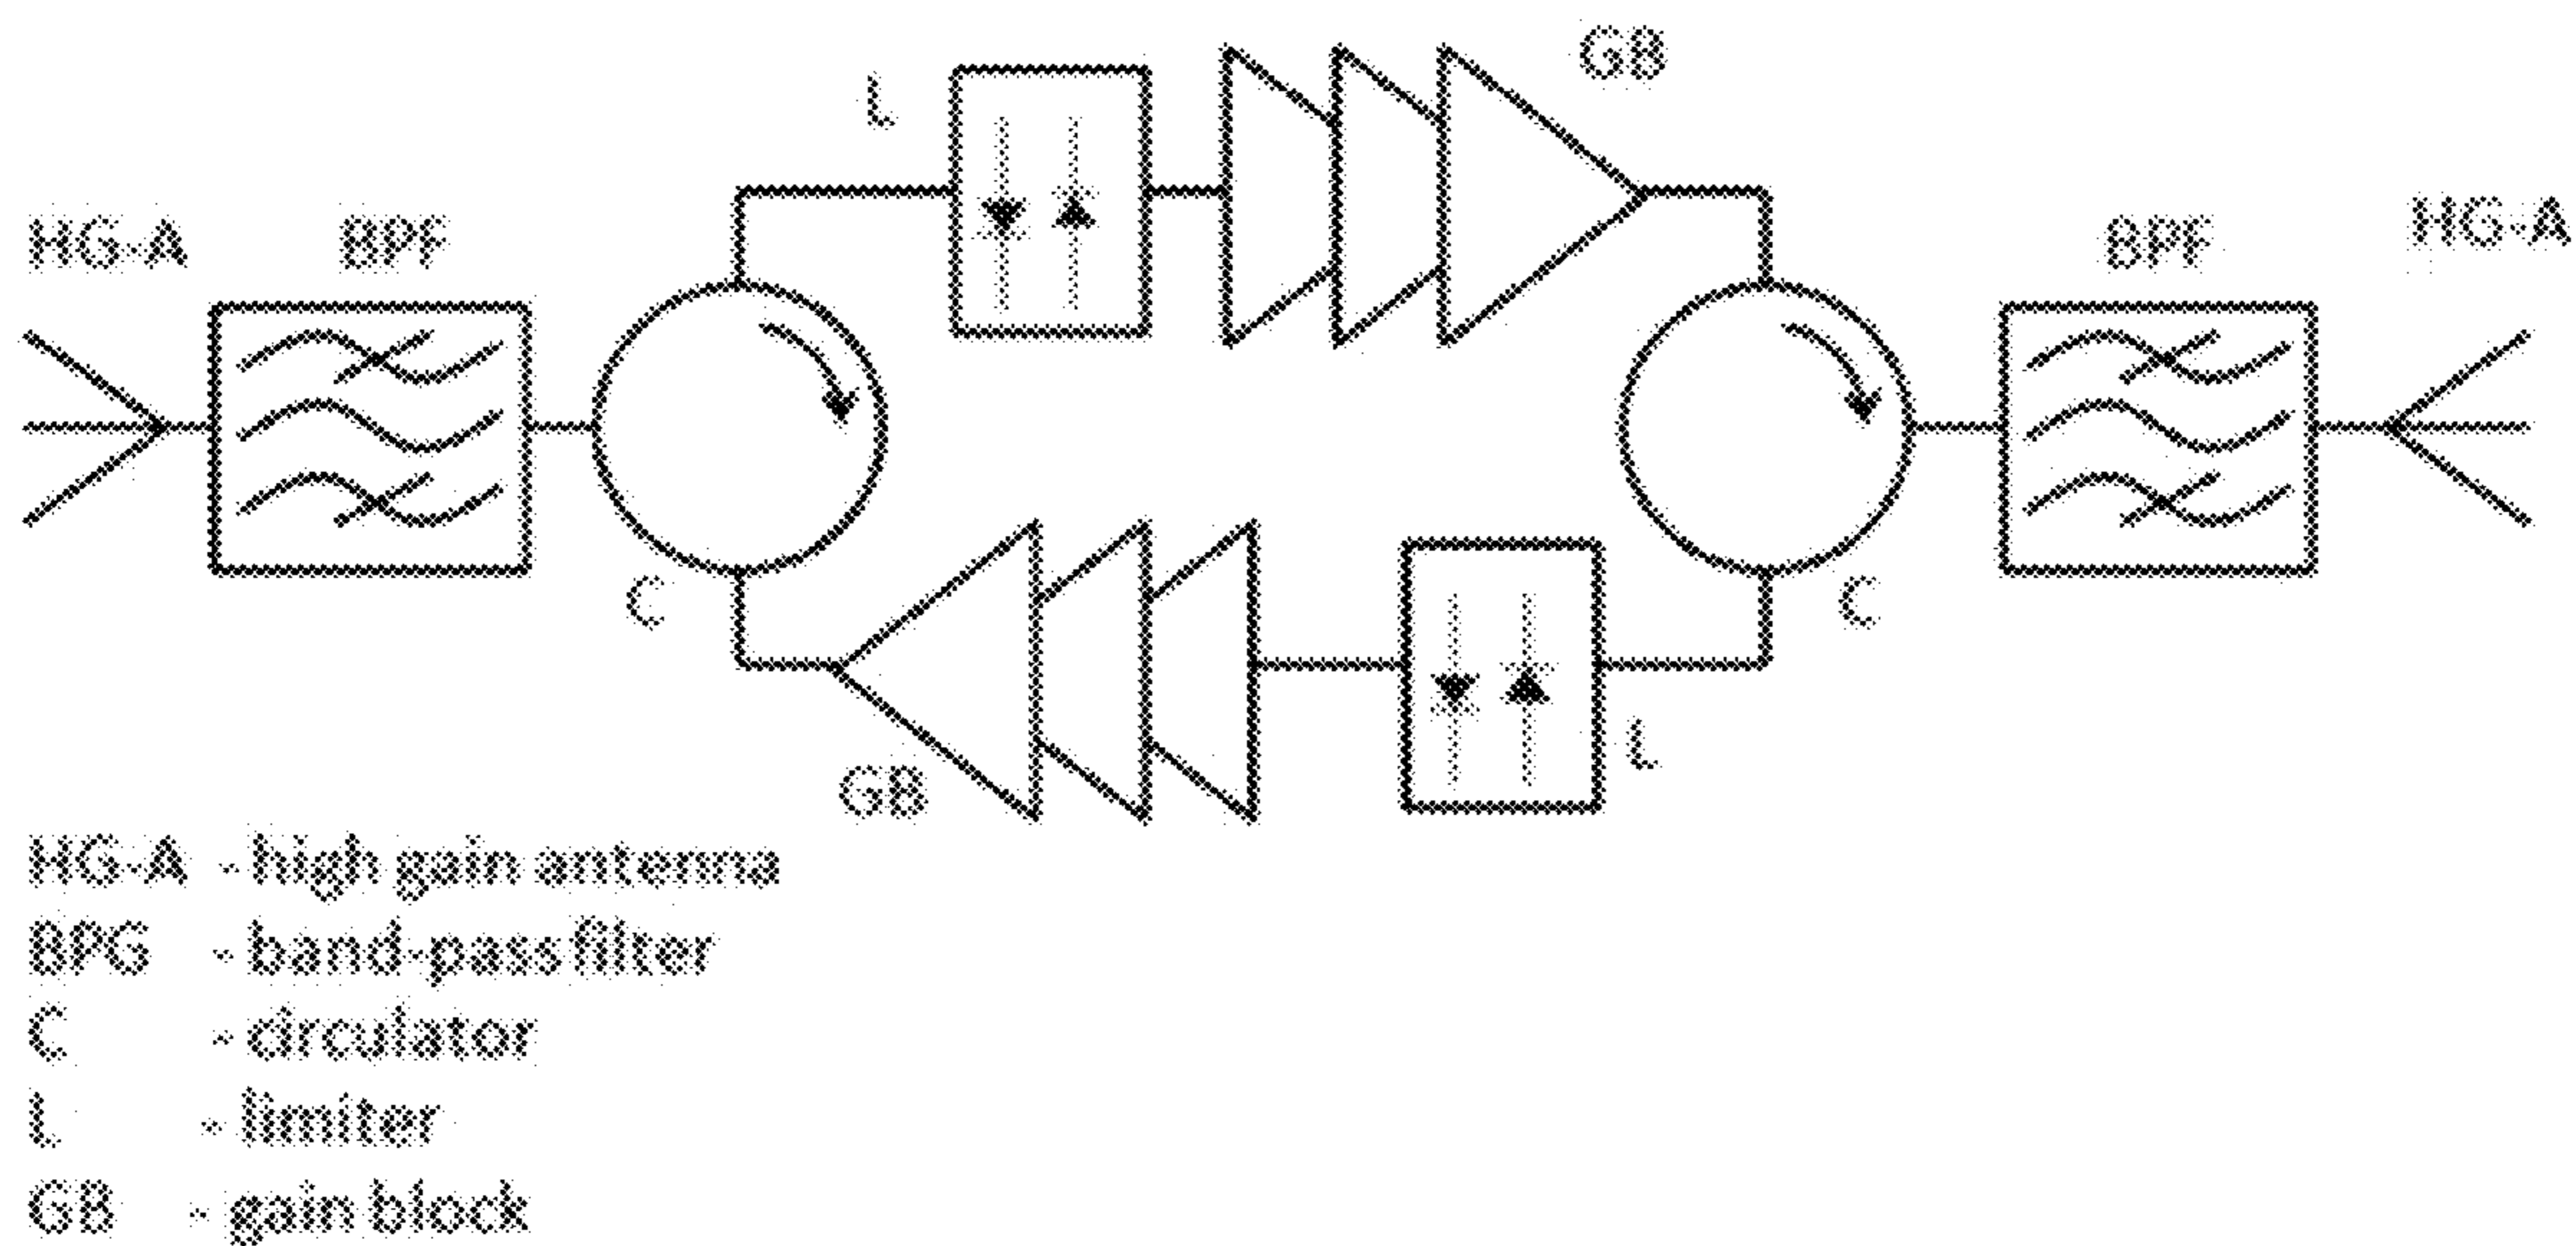 GB
L
HG-A BPF BPF HG-A
C C
L
GB
HG-A - high gain antenna
BPG - band-pass filter
C - circulator
L - limiter
GB - gain block